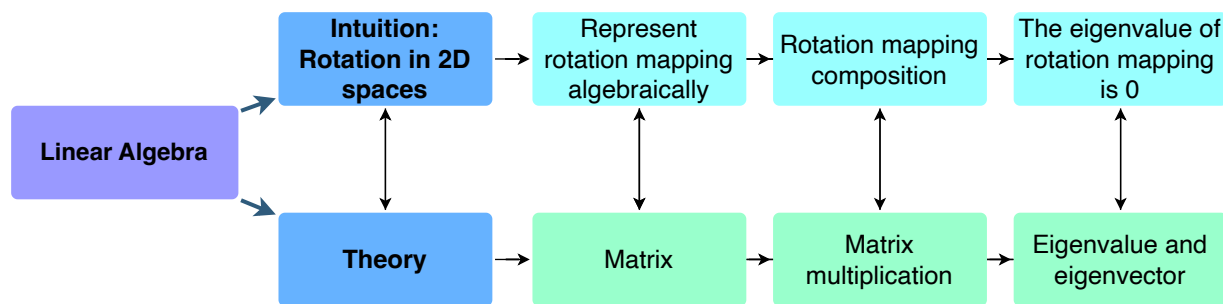 Linear Algebra
Intuition:
Rotation in 2D
spaces
Represent
rotation mapping
algebraically
Rotation mapping
composition
The eigenvalue of
rotation mapping
is 0
Theory
Matrix
Matrix
multiplication
Eigenvalue and
eigenvector